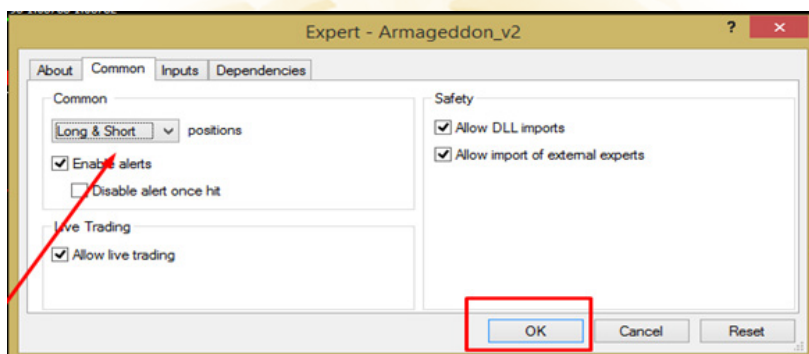 Expert - Armageddon_v2
?
About Common Inputs Dependencies
Common
Long & Short positions
Enable alerts
Disable alert once hit
Live Trading
Allow live trading
Safety
Allow DLL imports
Allow import of external experts
OK Cancel Reset